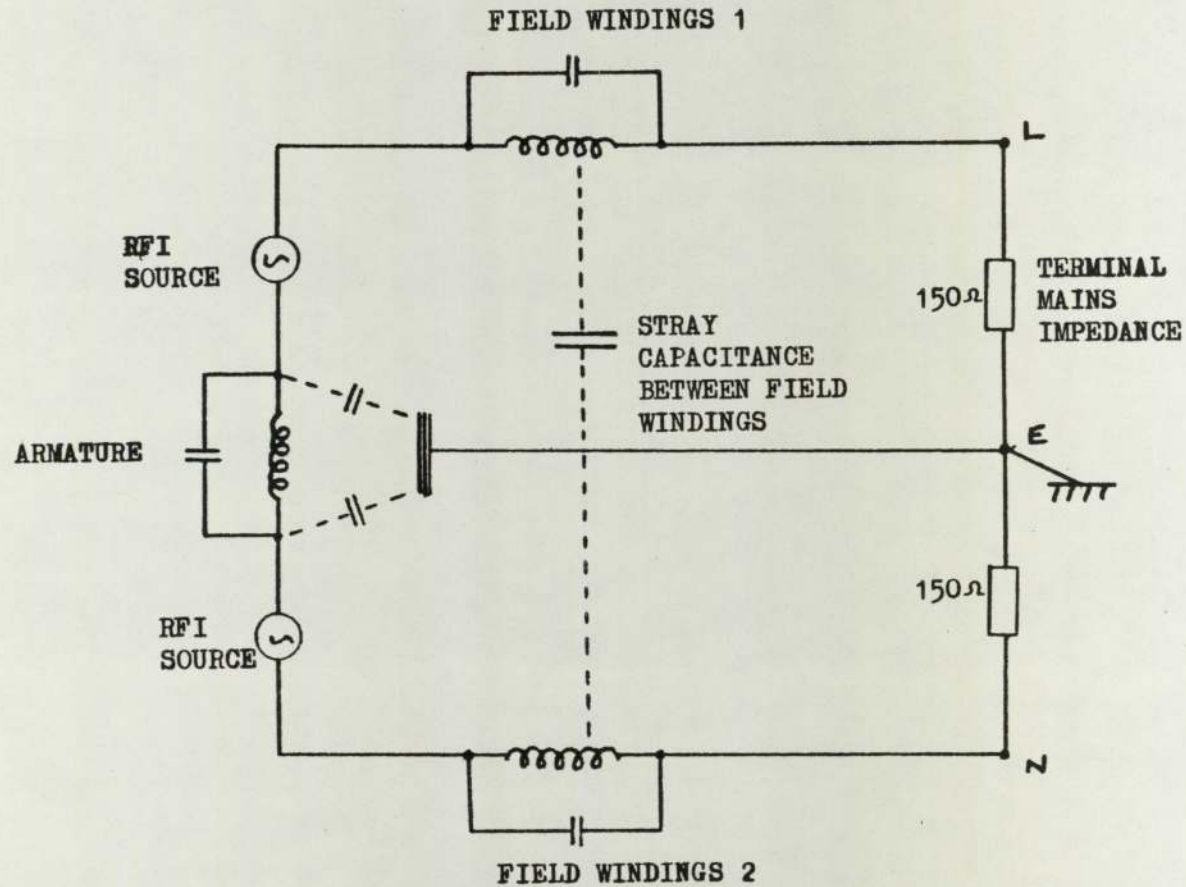 FIELD WINDINGS 1
L
RFI
SOURCE
150Ω
TERMINAL
MAINS
IMPEDANCE
STRAY
CAPACITANCE
BETWEEN FIELD
WINDINGS
ARMATURE
E
150Ω
RFI
SOURCE
N
FIELD WINDINGS 2